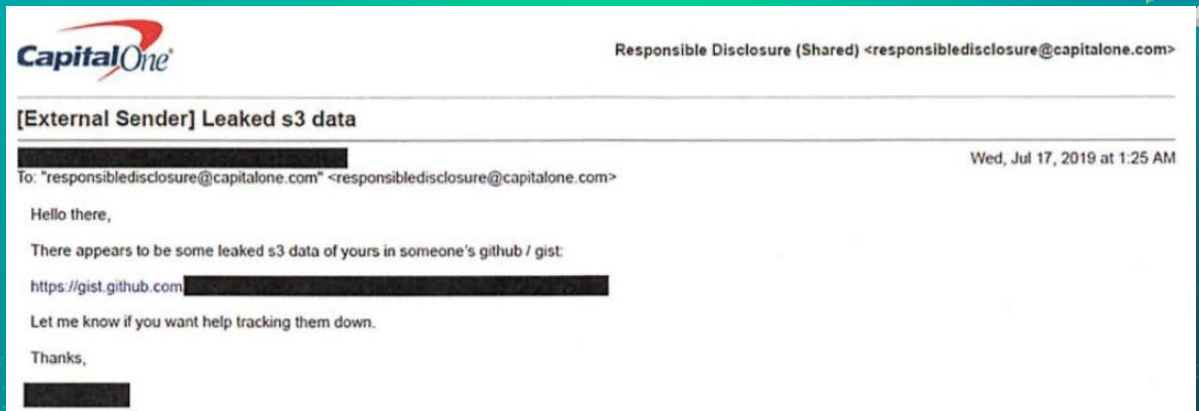 CapitalOne®
Responsible Disclosure (Shared) <responsibledisclosure@capitalone.com>
[External Sender] Leaked s3 data
Wed, Jul 17, 2019 at 1:25 AM
To: "responsibledisclosure@capitalone.com" <responsibledisclosure@capitalone.com>
Hello there,
There appears to be some leaked s3 data of yours in someone's github / gist:
https://gist.github.com
Let me know if you want help tracking them down.
Thanks,